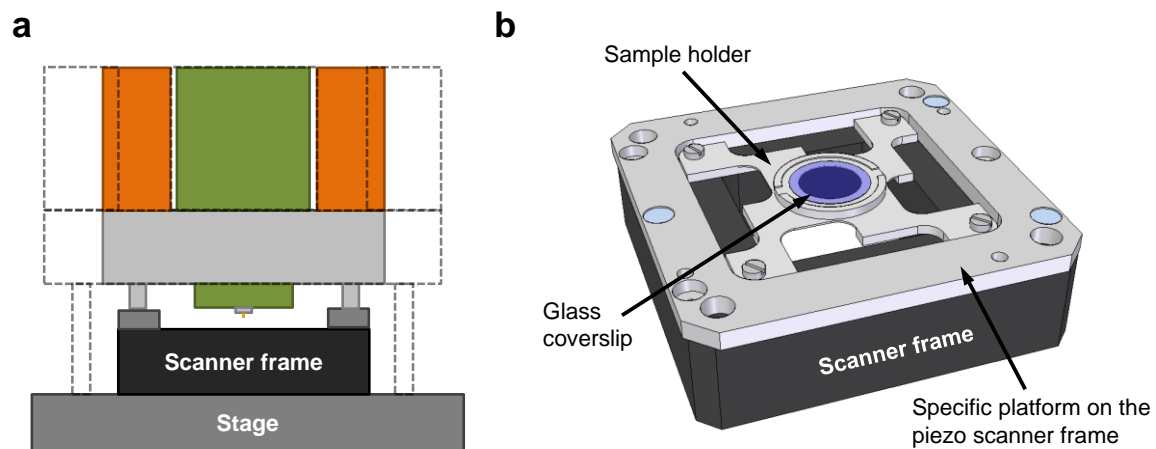 a
Scanner frame
Stage
b
Sample holder
Glass
coverslip
Scanner frame
Specific platform on the
piezo scanner frame